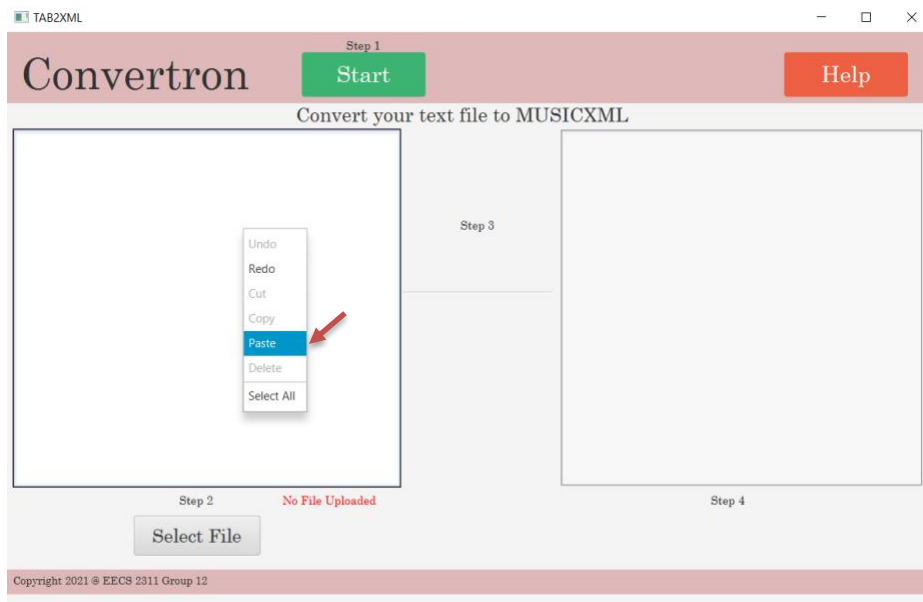 TAB2XML
Step 1
Convertron
Start
Help
Convert your text file to MUSICXML
Undo
Redo
Cut
Copy
Paste
Delete
Select All
Step 3
Step 2
No File Uploaded
Step 4
Select File
Copyright 2021 @ EECS 2311 Group 12